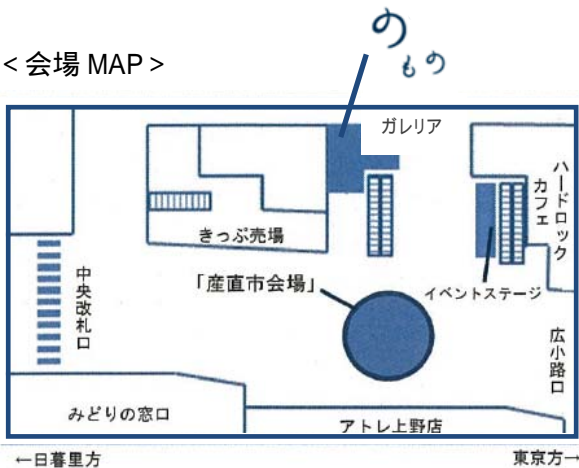 のもの
<会場 MAP>
ガレリア
ハードロック
カフェ
きっぷ売場
「産直市会場」
イベントステージ
中央改札口
広小路口
みどりの窓口
アトレ上野店
←日暮里方
東京方→